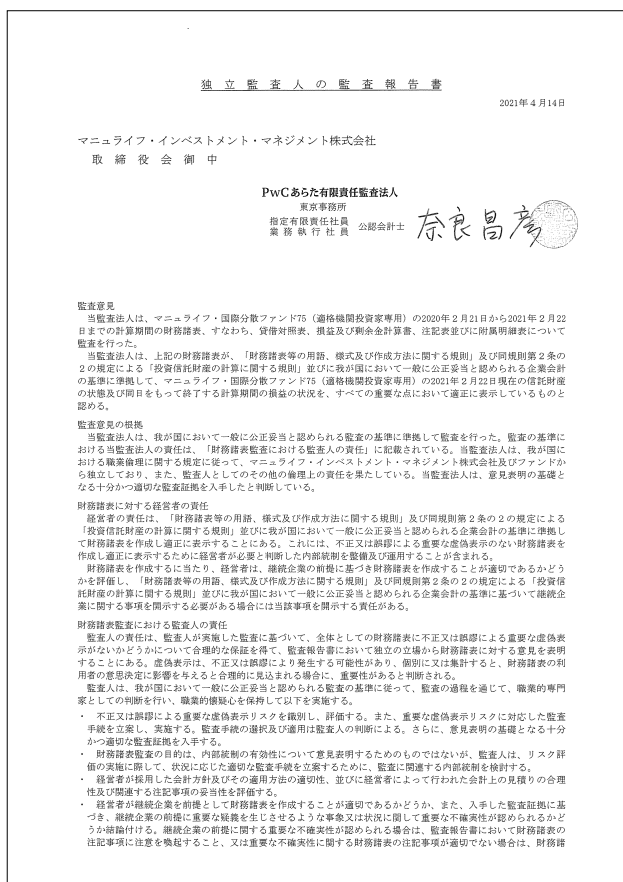 独立監査人の監査報告書
2021年4月14日
マニュライフ・インベストメント・マネジメント株式会社
取締役会御中
PwCあらた有限責任監査法人
東京事務所
指定有限責任社員
業務執行社員
公認会計士 奈良昌彦
監査意見
当監査法人は、マニュライフ・国際分散ファンド75（適格機関投資家専用）の2020年2月21日から2021年2月22
日までの計算期間の財務諸表、すなわち、貸借対照表、損益及び剰余金計算書、注記表並びに附属明細表について
監査を行った。
当監査法人は、上記の財務諸表が、「財務諸表等の用語、様式及び作成方法に関する規則」及び同規則第2条の
2の規定による「投資信託財産の計算に関する規則」並びに我が国において一般に公正妥当と認められる企業会計
の基準に準拠して、マニュライフ・国際分散ファンド75（適格機関投資家専用）の2021年2月22日現在の信託財産
の状態及び同日をもって終了する計算期間の損益の状況を、すべての重要な点において適正に表示しているものと
認める。
監査意見の根拠
当監査法人は、我が国において一般に公正妥当と認められる監査の基準に準拠して監査を行った。監査の基準に
おける当監査法人の責任は、「財務諸表監査における監査人の責任」に記載されている。当監査法人は、我が国に
おける職業倫理に関する規定に従って、マニュライフ・インベストメント・マネジメント株式会社及びファンドか
ら独立しており、また、監査人としてのその他の倫理上の責任を果たしている。当監査法人は、意見表明の基礎と
なる十分かつ適切な監査証拠を入手したと判断している。
財務諸表に対する経営者の責任
経営者の責任は、「財務諸表等の用語、様式及び作成方法に関する規則」及び同規則第2条の2の規定による
「投資信託財産の計算に関する規則」並びに我が国において一般に公正妥当と認められる企業会計の基準に準拠し
て財務諸表を作成し適正に表示することにある。これには、不正又は誤謬による重要な虚偽表示のない財務諸表を
作成し適正に表示するために経営者が必要と判断した内部統制を整備及び運用することが含まれる。
財務諸表を作成するに当たり、経営者は、継続企業の前提に基づき財務諸表を作成することが適切であるかどう
かを評価し、「財務諸表等の用語、様式及び作成方法に関する規則」及び同規則第2条の2の規定による「投資信
託財産の計算に関する規則」並びに我が国において一般に公正妥当と認められる企業会計の基準に基づいて継続企
業に関する事項を開示する必要がある場合には当該事項を開示する責任がある。
財務諸表監査における監査人の責任
監査人の責任は、監査人が実施した監査に基づいて、全体としての財務諸表に不正又は誤謬による重要な虚偽表
示がないかどうかについて合理的な保証を得て、監査報告書において独立の立場から財務諸表に対する意見を表明
することにある。虚偽表示は、不正又は誤謬により発生する可能性があり、個別に又は集計すると、財務諸表の利
用者の意思決定に影響を与えると合理的に見込まれる場合に、重要性があると判断される。
監査人は、我が国において一般に公正妥当と認められる監査の基準に従って、監査の過程を通じて、職業的専門
家としての判断を行い、職業的懐疑心を保持して以下を実施する。
・ 不正又は誤謬による重要な虚偽表示リスクを識別し、評価する。また、重要な虚偽表示リスクに対応した監査
手続を立案し、実施する。監査手続の選択及び適用は監査人の判断による。さらに、意見表明の基礎となる十分
かつ適切な監査証拠を入手する。
・ 財務諸表監査の目的は、内部統制の有効性について意見表明するためのものではないが、監査人は、リスク評
価の実施に際して、状況に応じた適切な監査手続を立案するために、監査に関連する内部統制を検討する。
・ 経営者が採用した会計方針及びその適用方法の適切性、並びに経営者によって行われた会計上の見積りの合理
性及び関連する注記事項の妥当性を評価する。
・ 経営者が継続企業を前提として財務諸表を作成することが適切であるかどうか、また、入手した監査証拠に基
づき、継続企業の前提に重要な疑義を生じさせるような事象又は状況に関して重要な不確実性が認められるかど
うか結論付ける。継続企業の前提に関する重要な不確実性が認められる場合は、監査報告書において財務諸表の
注記事項に注意を喚起すること、又は重要な不確実性に関する財務諸表の注記事項が適切でない場合は、財務諸